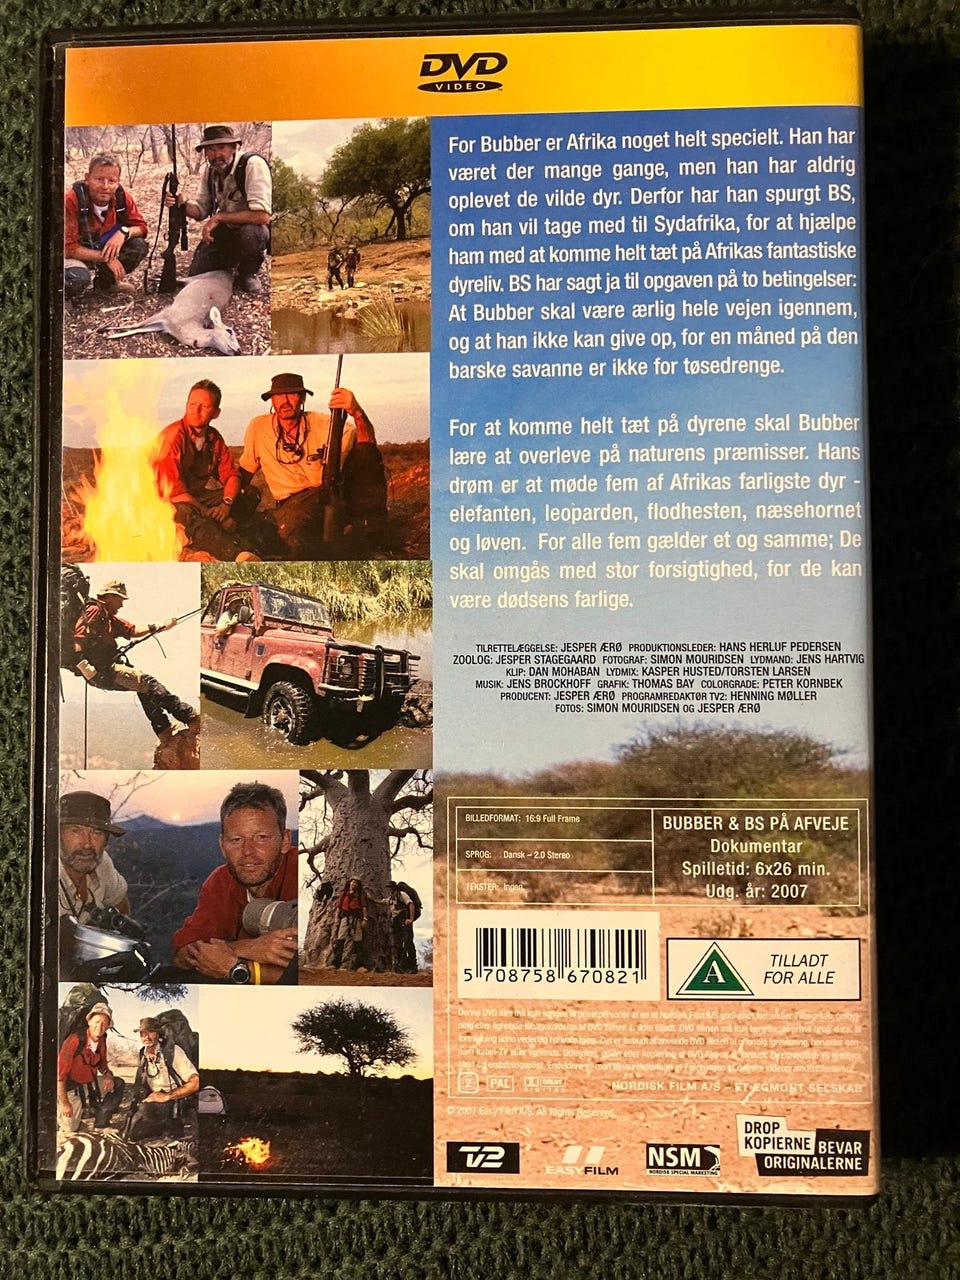 DVD
VIDEO
For Bubber er Afrika noget helt specielt. Han har
været der mange gange, men han har aldrig
oplevet de vilde dyr. Derfor har han spurgt BS,
om han vil tage med til Sydafrika, for at hjælpe
ham med at komme helt tæt på Afrikas fantastiske
dyreliv. BS har sagt ja til opgaven på to betingelser:
At Bubber skal være ærlig hele vejen igennem,
og at han ikke kan give op, for en måned på den
barske savanne er ikke for tøsedrenge.
For at komme helt tæt på dyrene skal Bubber
lære at overleve på naturens præmisser. Hans
drøm er at møde fem af Afrikas farligste dyr -
elefanten, leoparden, flodhesten, næsehornet
og løven. For alle fem gælder et og samme; De
skal omgås med stor forsigtighed, for de kan
være dødsens farlige.
TILRETTELÆGGELSE: JESPER ÆRØ PRODUKTIONSLEDER: HANS HERLUF PEDERSEN
ZOOLOG: JESPER STAGEGAARD FOTOGRAF: SIMON MOURIDSEN LYDMAND: JENS HARTVIG
KLIP: DAN MOHABAN LYDMIX: KASPER HUSTED/TORSTEN LARSEN
MUSIK: JENS BROCKHOFF GRAFIK: THOMAS BAY COLORGRADE: PETER KORNBEK
PRODUCENT: JESPER ÆRØ PROGRAMREDAKTØR TV2: HENNING MØLLER
FOTOS: SIMON MOURIDSEN OG JESPER ÆRØ
BILLEDFORMAT: 16:9 Full Frame
SPROG: Dansk – 2.0 Stereo
TEKSTER: Ingen
BUBBER & BS PÅ AFVEJE
Dokumentar
Spilletid: 6x26 min.
Udg. år: 2007
5 708758 670821
A
TILLADT
FOR ALLE
2
PAL
DOLBY
DIGITAL
NORDISK FILM A/S – ET EGMONT SELSKAB
© 2007 Easy Film A/S. All Rights Reserved.
TV2
EASYFILM
NSM
NORDISK SPECIAL MARKETING
DROP
KOPIERNE
BEVAR
ORIGINALERNE